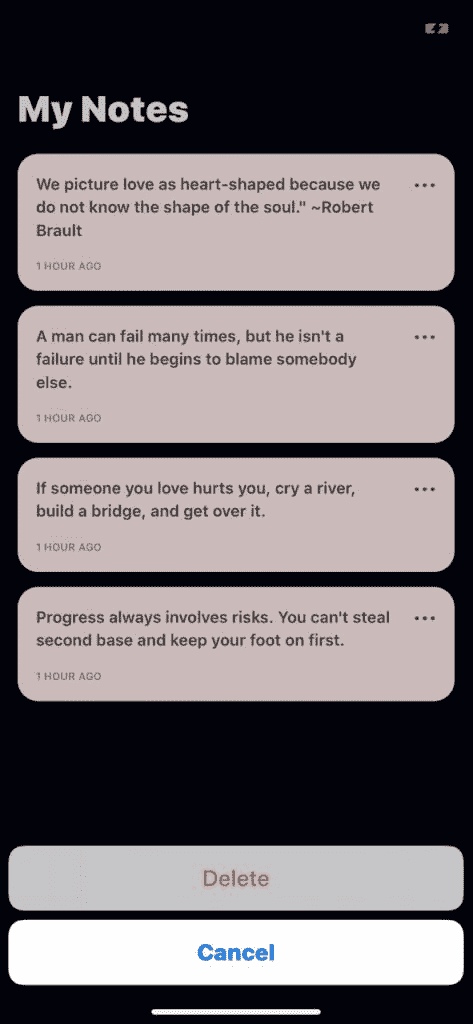 My Notes
We picture love as heart-shaped because we
do not know the shape of the soul." ~Robert
Brault
1 HOUR AGO
A man can fail many times, but he isn't a
failure until he begins to blame somebody
else.
1 HOUR AGO
If someone you love hurts you, cry a river,
build a bridge, and get over it.
1 HOUR AGO
Progress always involves risks. You can't steal
second base and keep your foot on first.
1 HOUR AGO
Delete
Cancel